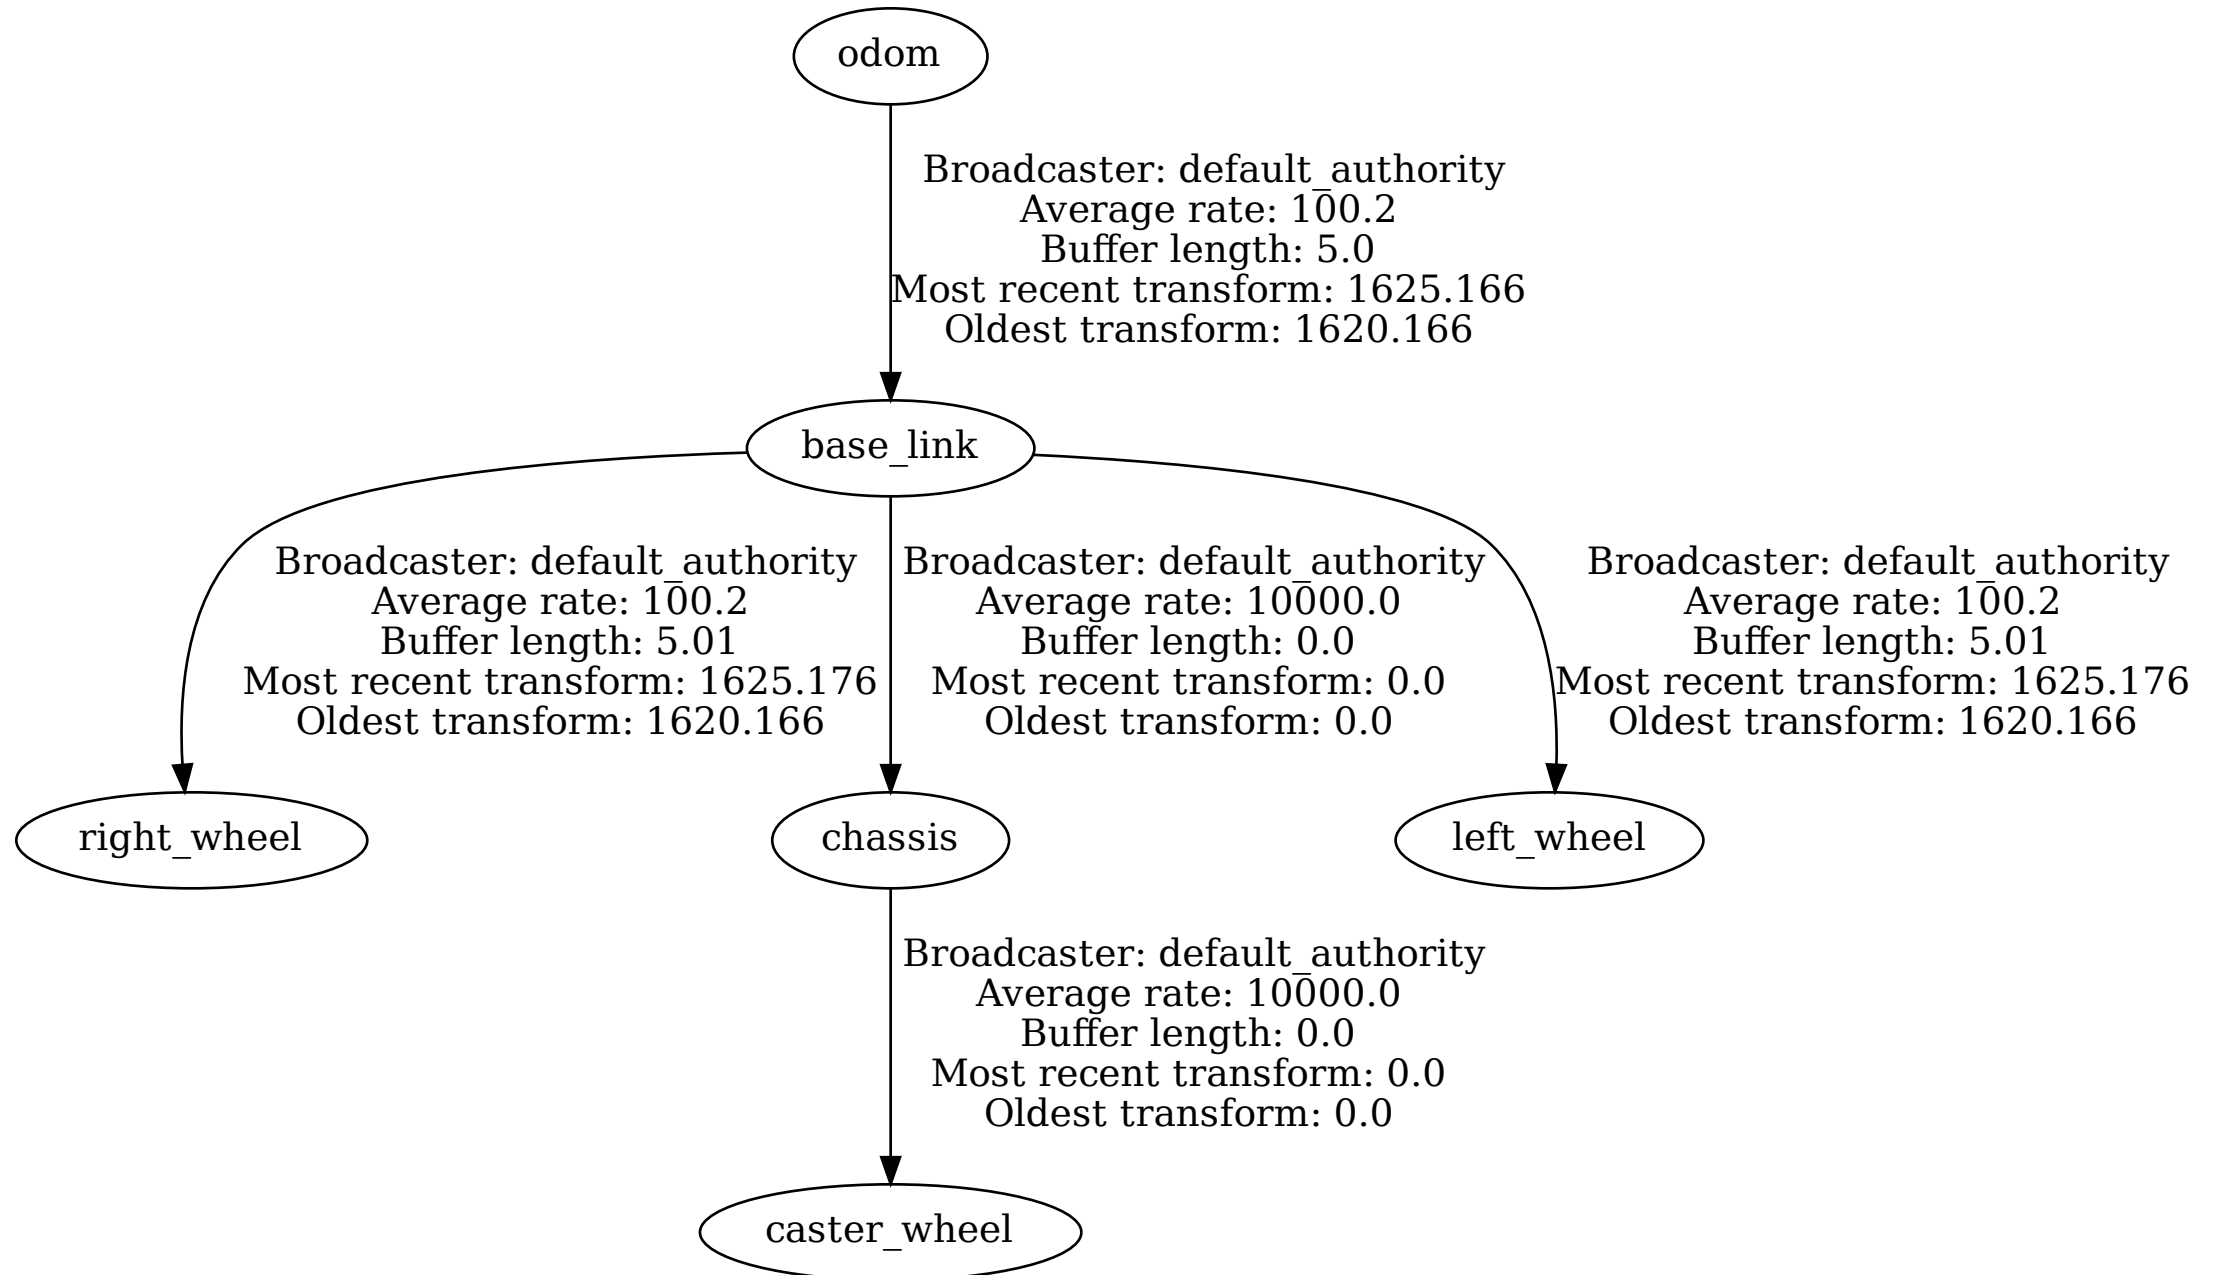 odom
Broadcaster: default_authority
Average rate: 100.2
Buffer length: 5.0
Most recent transform: 1625.166
Oldest transform: 1620.166
base_link
Broadcaster: default_authority
Average rate: 100.2
Buffer length: 5.01
Most recent transform: 1625.176
Oldest transform: 1620.166
Broadcaster: default_authority
Average rate: 10000.0
Buffer length: 0.0
Most recent transform: 0.0
Oldest transform: 0.0
Broadcaster: default_authority
Average rate: 100.2
Buffer length: 5.01
Most recent transform: 1625.176
Oldest transform: 1620.166
right_wheel
chassis
left_wheel
Broadcaster: default_authority
Average rate: 10000.0
Buffer length: 0.0
Most recent transform: 0.0
Oldest transform: 0.0
caster_wheel